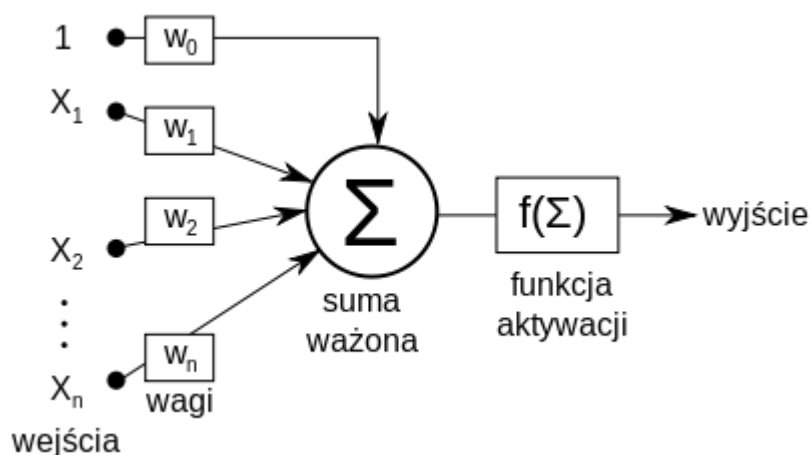 1
w₀
X₁
w₁
X₂
w₂
Xₙ
wₙ
wagi
wejścia
Σ
suma
ważona
f(Σ)
funkcja
aktywacji
wyjście